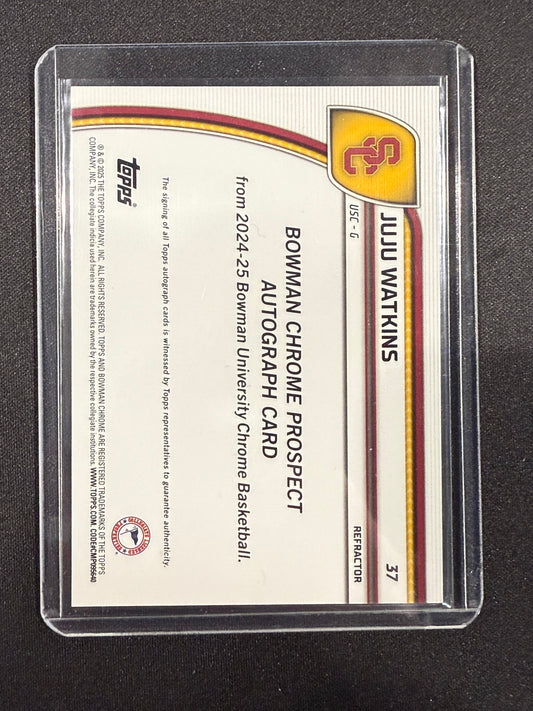 SC
JUJU WATKINS
USC - G
37
REFRACTOR
BOWMAN CHROME PROSPECT
AUTOGRAPH CARD
from 2024-25 Bowman University Chrome Basketball.
The signing of all Topps autograph cards is witnessed by Topps representatives to guarantee authenticity.
topps
® & © 2025 THE TOPPS COMPANY, INC. ALL RIGHTS RESERVED. TOPPS AND BOWMAN CHROME ARE REGISTERED TRADEMARKS OF THE TOPPS
COMPANY, INC. The collegiate indicia used herein are trademarks owned by the respective collegiate institutions. WWW.TOPPS.COM. CODE#CMP095640